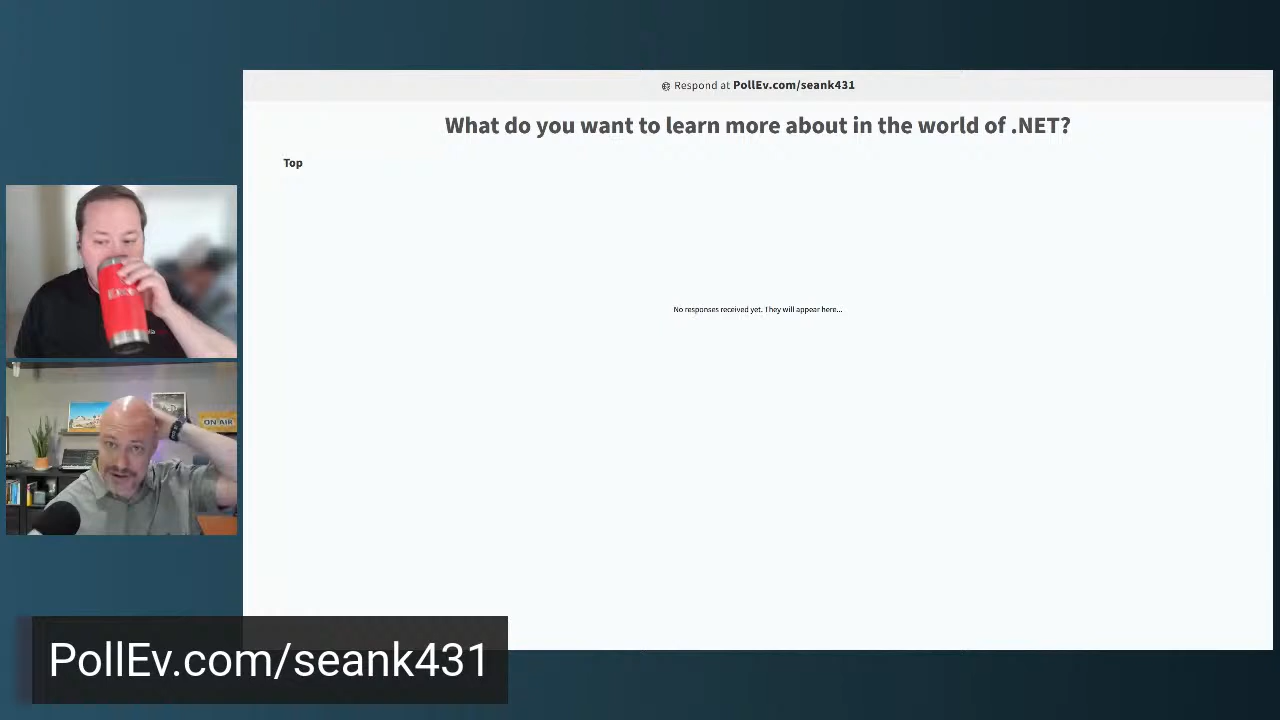 Respond at PollEv.com/seank431
What do you want to learn more about in the world of .NET?
Top
No responses received yet. They will appear here...
ON AIR
PollEv.com/seank431